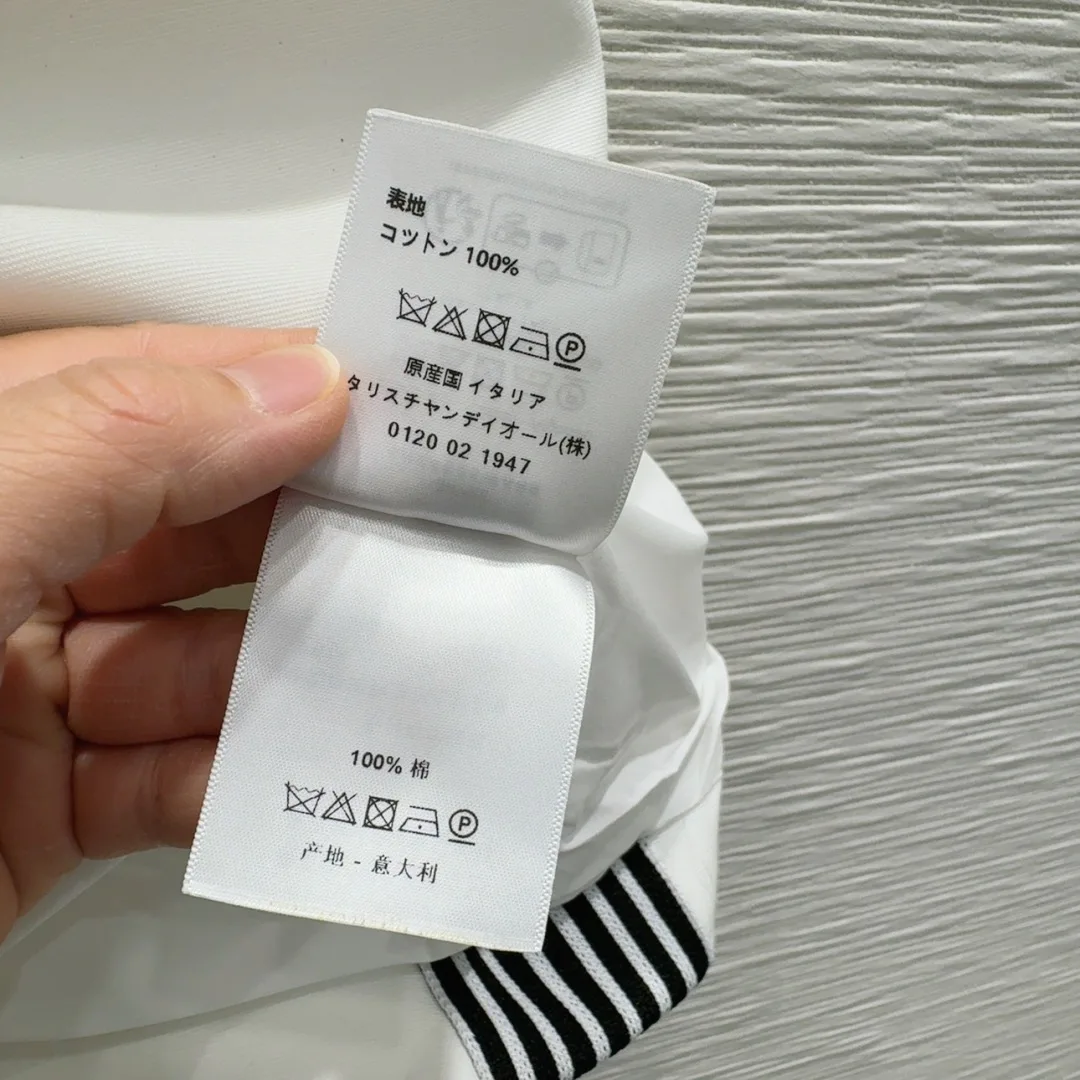 表地
コットン 100%
P
原産国 イタリア
タリスチャンディオール(株)
0120 02 1947
100% 棉
P
产地 - 意大利